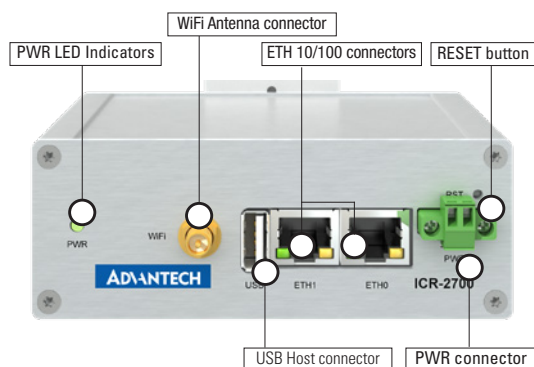 WiFi Antenna connector
PWR LED Indicators
ETH 10/100 connectors
RESET button
RST
PWR
WiFi
ADVANTECH
USB
ETH1
ETH0
PWR
ICR-2700
USB Host connector
PWR connector